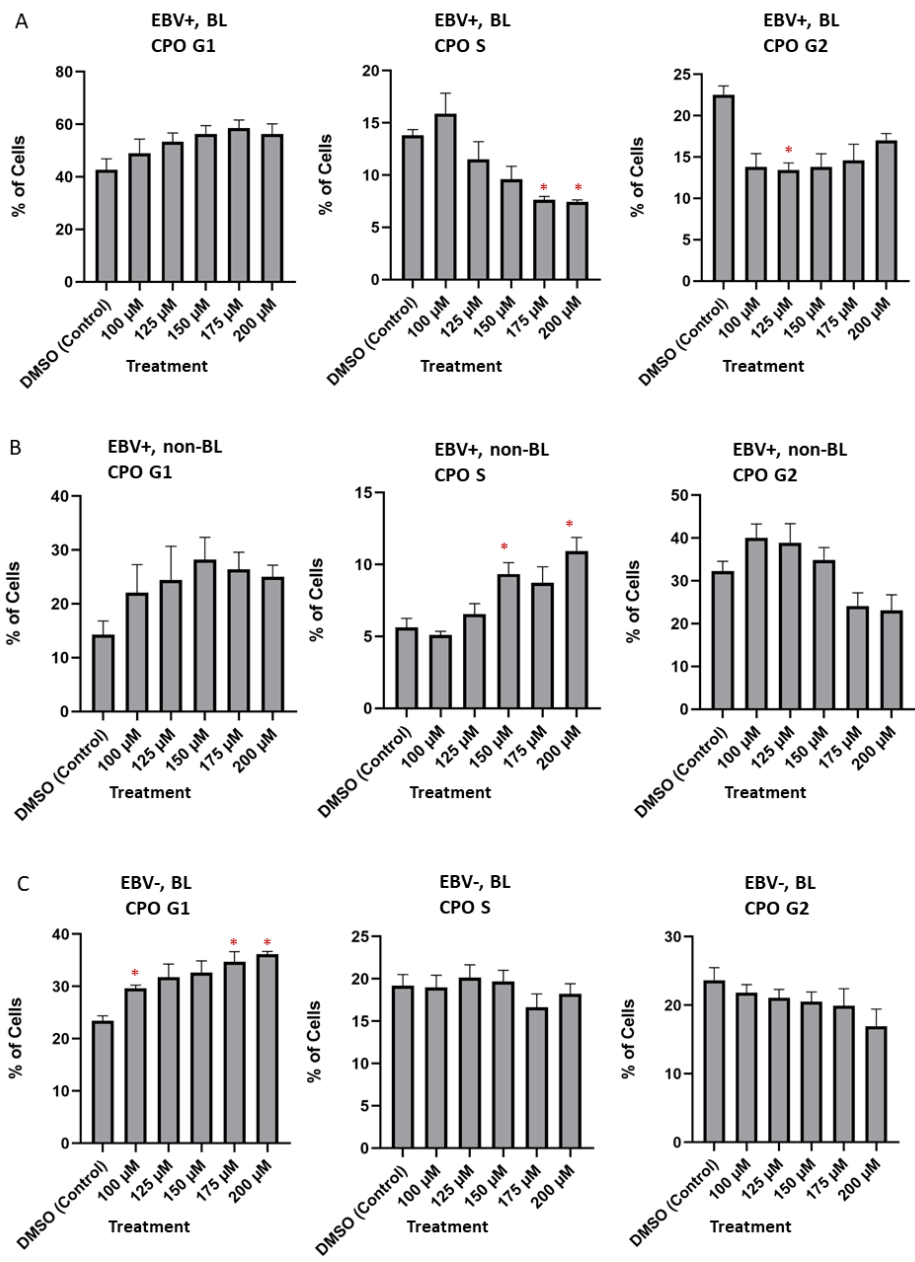 A
EBV+, BL
CPO G1
80
60
40
20
0
% of Cells
DMSO (Control)
100 µM
125 µM
150 µM
175 µM
200 µM
Treatment
EBV+, BL
CPO S
20
15
10
5
0
% of Cells
*
*
DMSO (Control)
100 µM
125 µM
150 µM
175 µM
200 µM
Treatment
EBV+, BL
CPO G2
25
20
15
10
5
0
% of Cells
*
DMSO (Control)
100 µM
125 µM
150 µM
175 µM
200 µM
Treatment
B
EBV+, non-BL
CPO G1
40
30
20
10
0
% of Cells
DMSO (Control)
100 µM
125 µM
150 µM
175 µM
200 µM
Treatment
EBV+, non-BL
CPO S
15
10
5
0
% of Cells
*
*
DMSO (Control)
100 µM
125 µM
150 µM
175 µM
200 µM
Treatment
EBV+, non-BL
CPO G2
50
40
30
20
10
0
% of Cells
DMSO (Control)
100 µM
125 µM
150 µM
175 µM
200 µM
Treatment
C
EBV-, BL
CPO G1
40
30
20
10
0
% of Cells
*
*
*
DMSO (Control)
100 µM
125 µM
150 µM
175 µM
200 µM
Treatment
EBV-, BL
CPO S
25
20
15
10
5
0
% of Cells
DMSO (Control)
100 µM
125 µM
150 µM
175 µM
200 µM
Treatment
EBV-, BL
CPO G2
30
20
10
0
% of Cells
DMSO (Control)
100 µM
125 µM
150 µM
175 µM
200 µM
Treatment